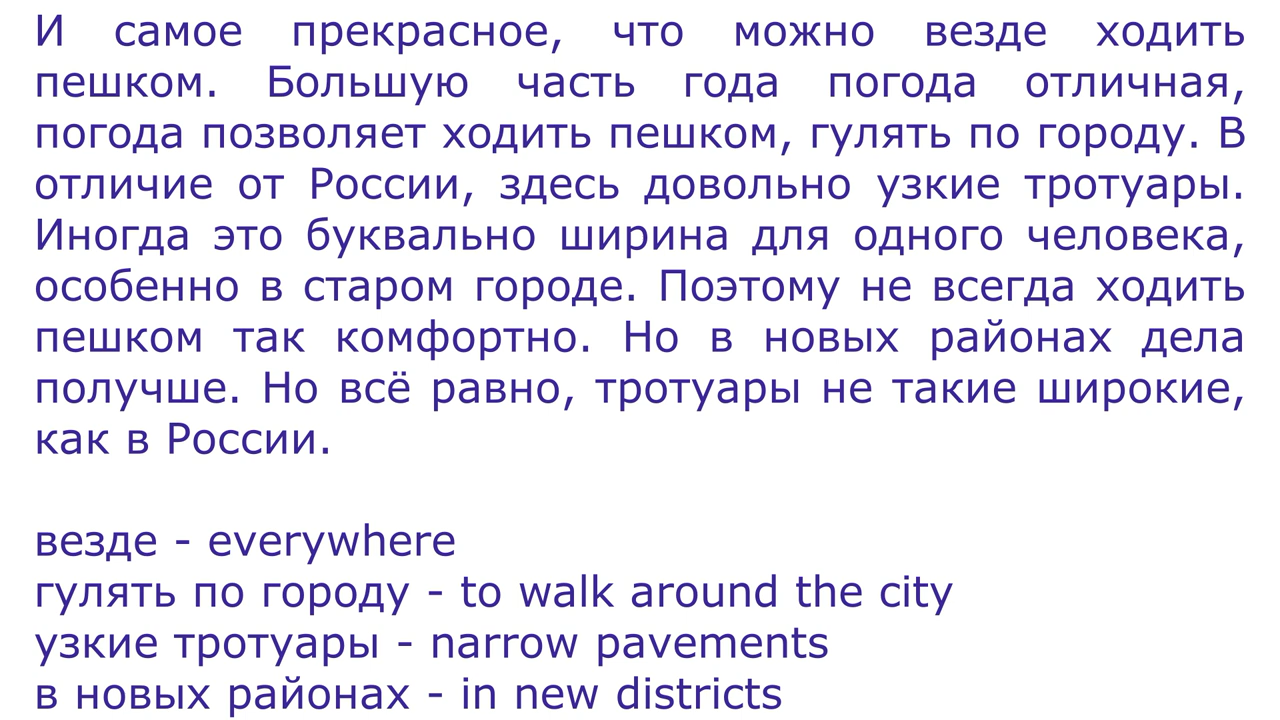 И самое прекрасное, что можно везде ходить
пешком. Большую часть года погода отличная,
погода позволяет ходить пешком, гулять по городу. В
отличие от России, здесь довольно узкие тротуары.
Иногда это буквально ширина для одного человека,
особенно в старом городе. Поэтому не всегда ходить
пешком так комфортно. Но в новых районах дела
получше. Но всё равно, тротуары не такие широкие,
как в России.
везде - everywhere
гулять по городу - to walk around the city
узкие тротуары - narrow pavements
в новых районах - in new districts